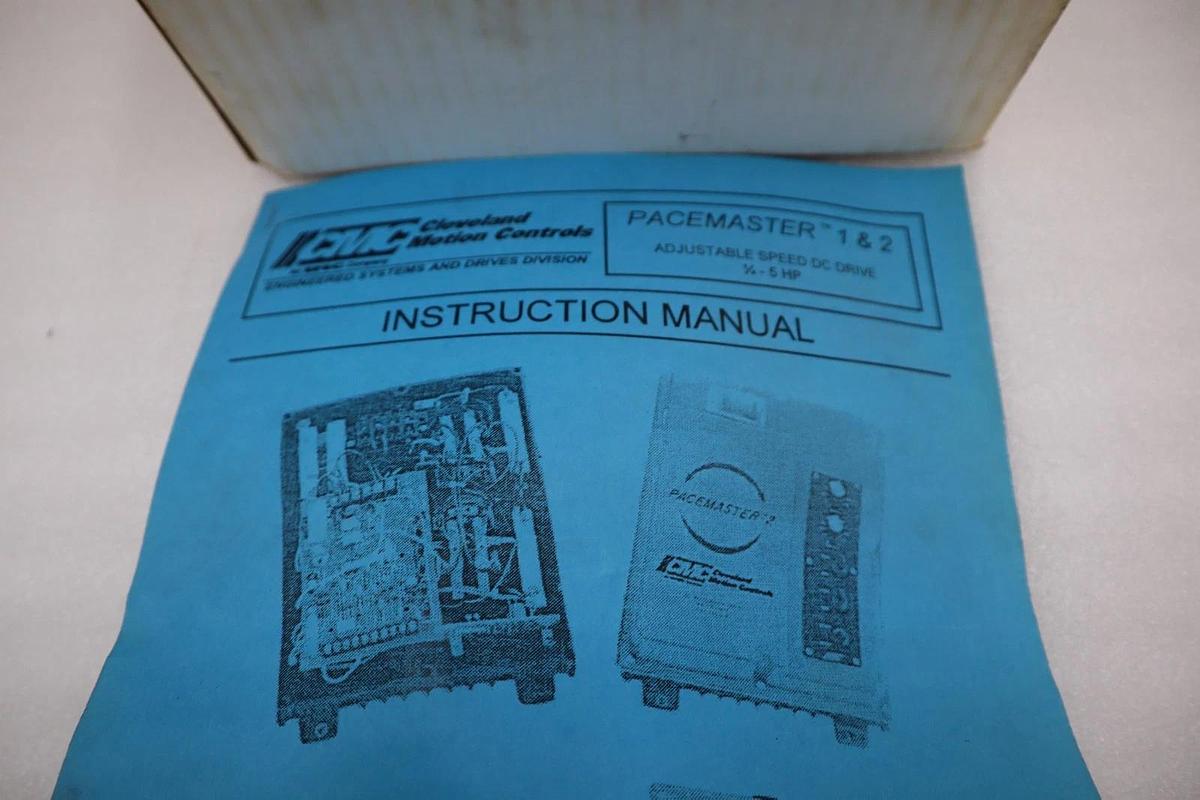 CMC Cleveland
Motion Controls
ENGINEERED SYSTEMS AND DRIVES DIVISION
PACEMASTER™ 1 & 2
ADJUSTABLE SPEED DC DRIVE
¼ - 5 HP
INSTRUCTION MANUAL
PACEMASTER 2
CMC Cleveland
Motion Controls